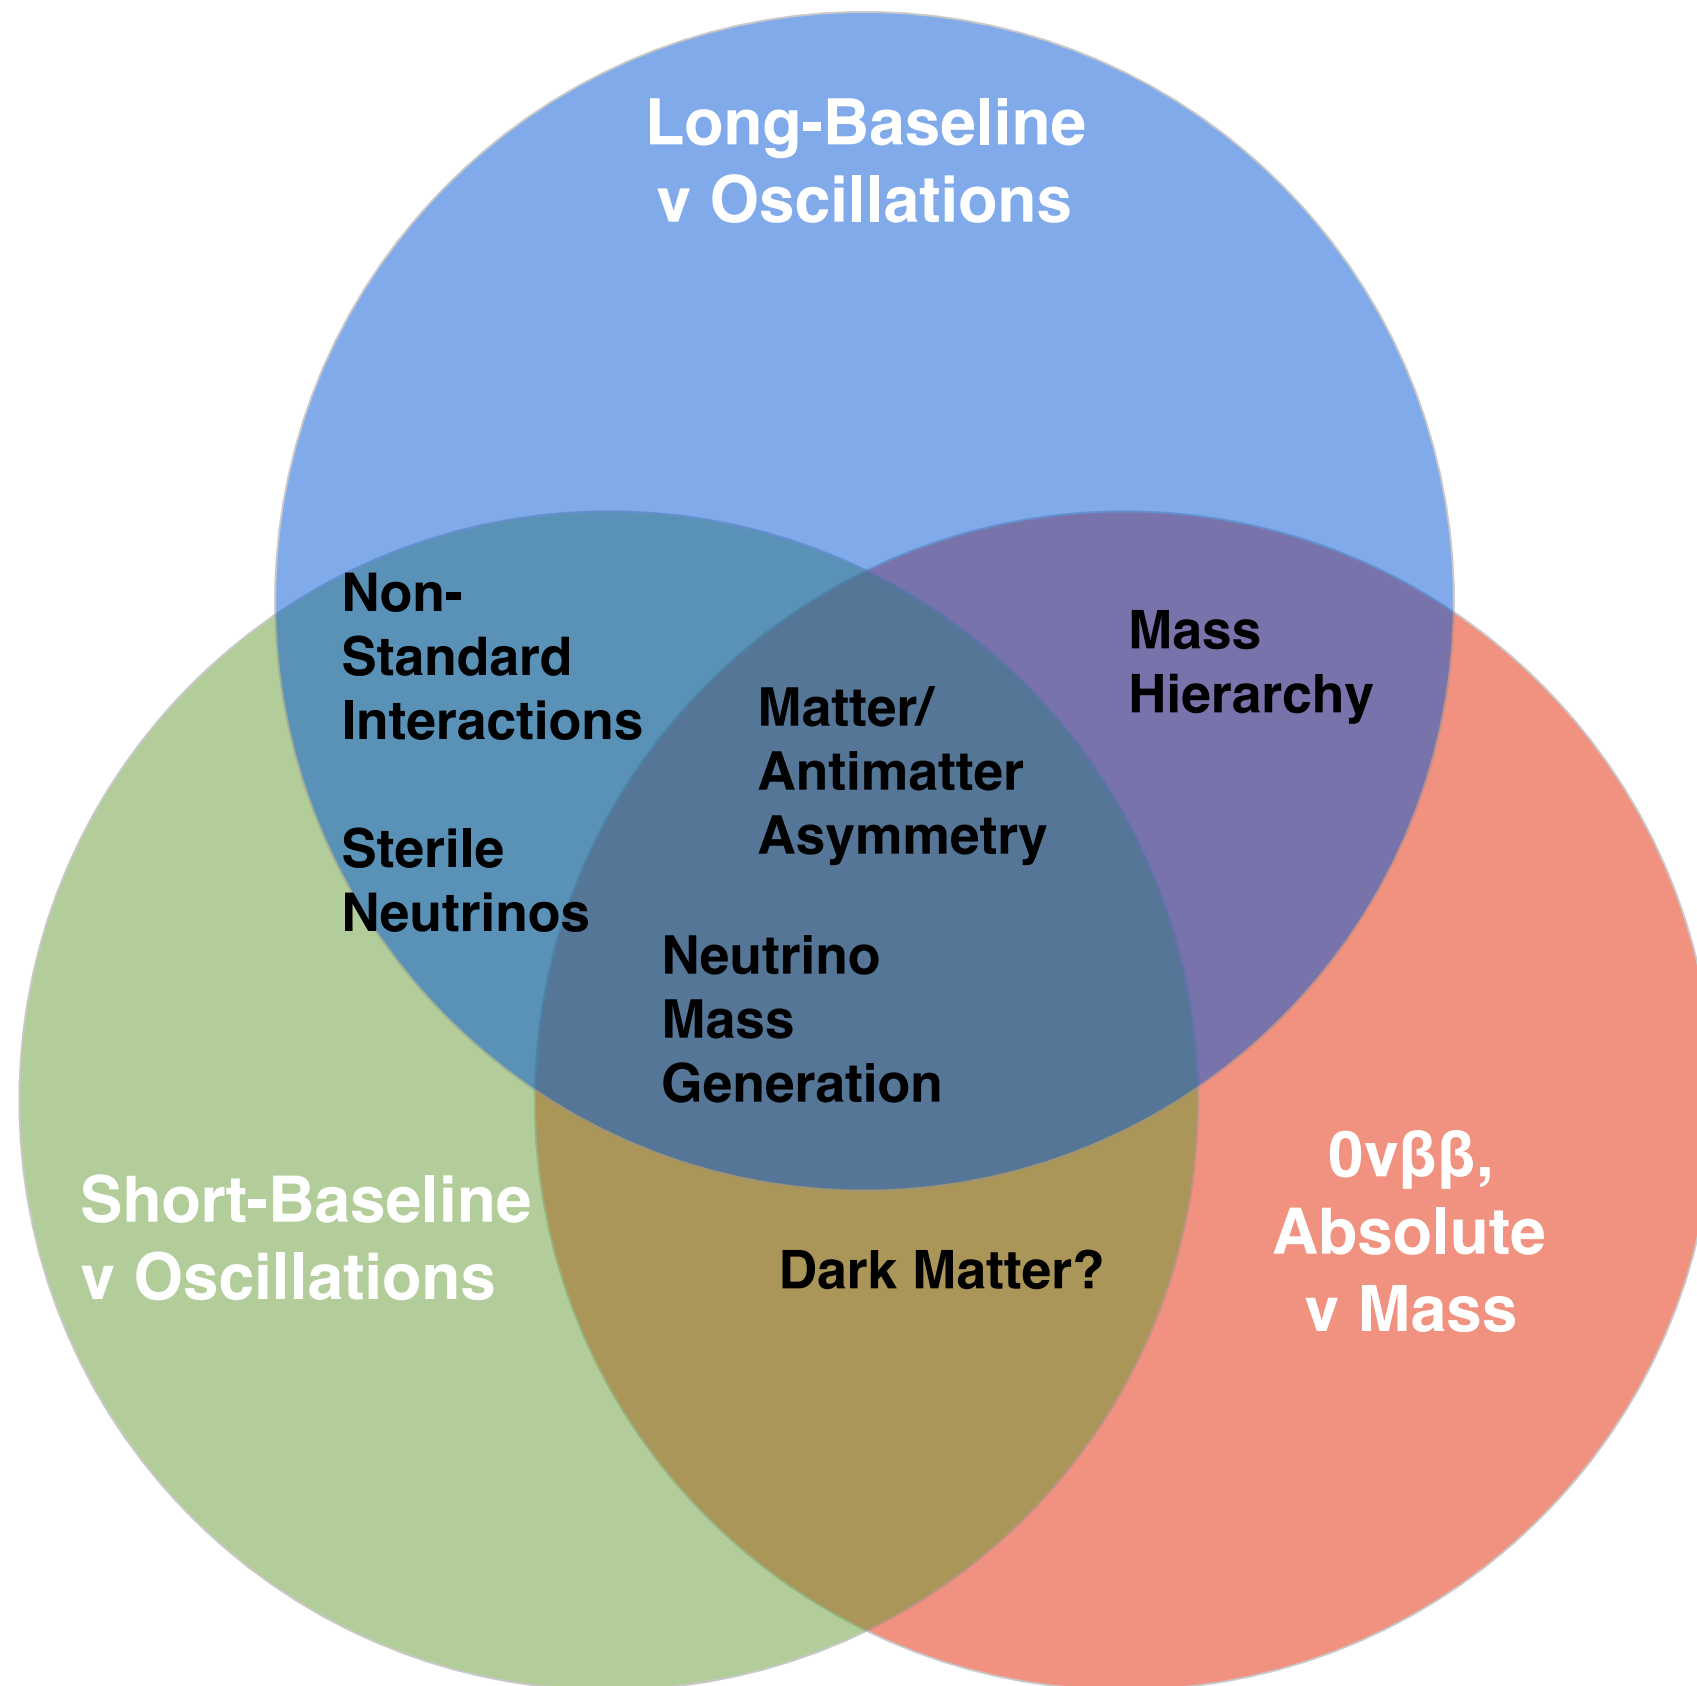 Long-Baseline
ν Oscillations
Non-
Standard
Interactions
Sterile
Neutrinos
Matter/
Antimatter
Asymmetry
Mass
Hierarchy
Neutrino
Mass
Generation
Short-Baseline
ν Oscillations
0νββ,
Absolute
ν Mass
Dark Matter?